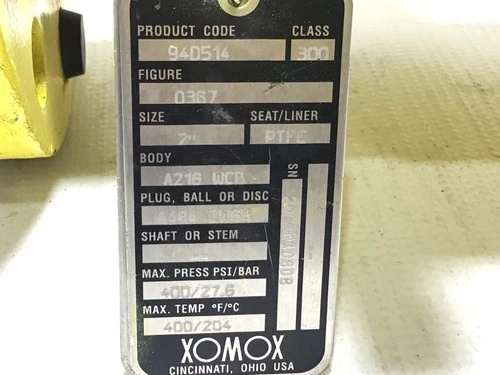 PRODUCT CODE CLASS
94D514 300
FIGURE
0367
SIZE SEAT/LINER
2" PTFE
BODY
A216 WCB
PLUG, BALL OR DISC
SN
SHAFT OR STEM
MAX. PRESS PSI/BAR
400/27.6
MAX. TEMP °F/°C
400/204
XOMOX
CINCINNATI, OHIO USA